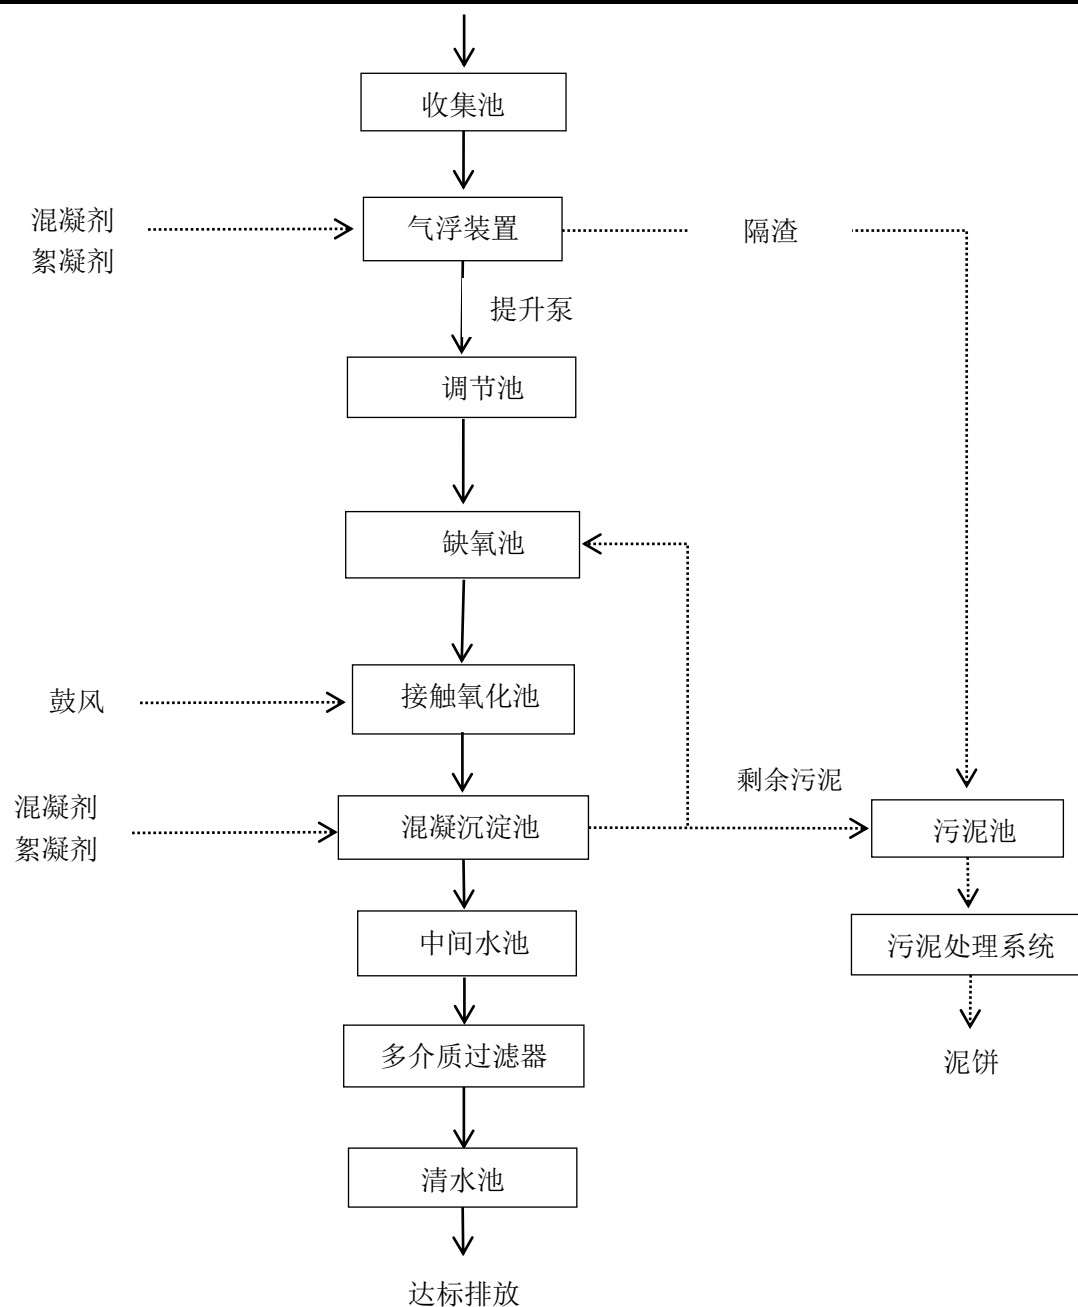 收集池
混凝剂
絮凝剂
气浮装置
隔渣
提升泵
调节池
缺氧池
鼓风
接触氧化池
剩余污泥
混凝剂
絮凝剂
混凝沉淀池
污泥池
中间水池
污泥处理系统
多介质过滤器
泥饼
清水池
达标排放